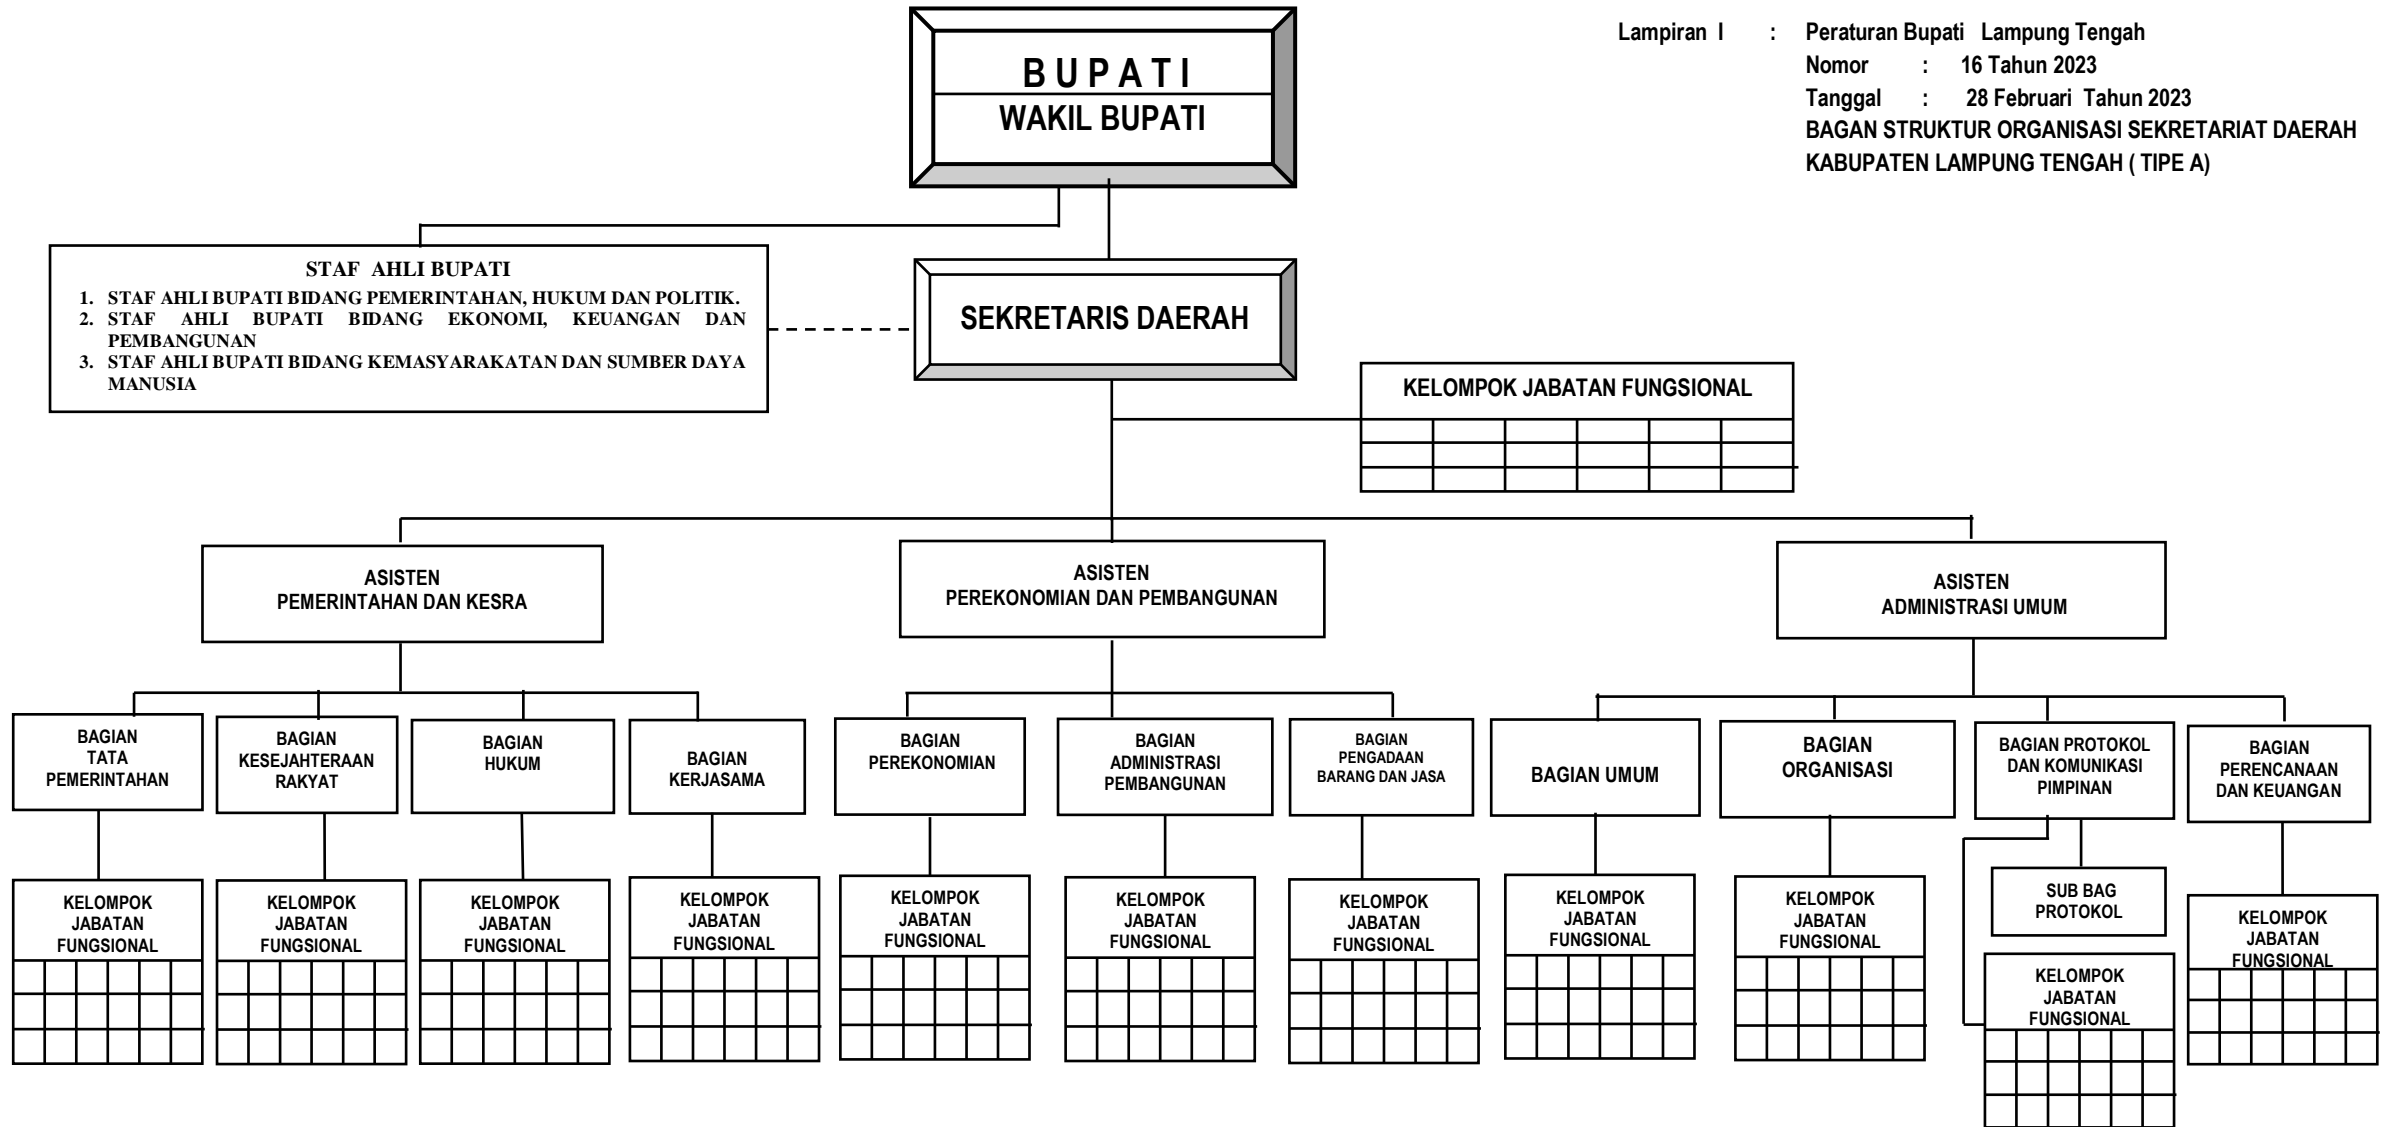 B U P A T I
WAKIL BUPATI
Lampiran I : Peraturan Bupati Lampung Tengah
Nomor : 16 Tahun 2023
Tanggal : 28 Februari Tahun 2023
BAGAN STRUKTUR ORGANISASI SEKRETARIAT DAERAH
KABUPATEN LAMPUNG TENGAH ( TIPE A)
STAF AHLI BUPATI
1. STAF AHLI BUPATI BIDANG PEMERINTAHAN, HUKUM DAN POLITIK.
2. STAF AHLI BUPATI BIDANG EKONOMI, KEUANGAN DAN
PEMBANGUNAN
3. STAF AHLI BUPATI BIDANG KEMASYARAKATAN DAN SUMBER DAYA
MANUSIA
SEKRETARIS DAERAH
KELOMPOK JABATAN FUNGSIONAL
ASISTEN
PEMERINTAHAN DAN KESRA
ASISTEN
PEREKONOMIAN DAN PEMBANGUNAN
ASISTEN
ADMINISTRASI UMUM
BAGIAN
TATA
PEMERINTAHAN
BAGIAN
KESEJAHTERAAN
RAKYAT
BAGIAN
HUKUM
BAGIAN
KERJASAMA
BAGIAN
PEREKONOMIAN
BAGIAN
ADMINISTRASI
PEMBANGUNAN
BAGIAN
PENGADAAN
BARANG DAN JASA
BAGIAN UMUM
BAGIAN
ORGANISASI
BAGIAN PROTOKOL
DAN KOMUNIKASI
PIMPINAN
BAGIAN
PERENCANAAN
DAN KEUANGAN
KELOMPOK
JABATAN
FUNGSIONAL
KELOMPOK
JABATAN
FUNGSIONAL
KELOMPOK
JABATAN
FUNGSIONAL
KELOMPOK
JABATAN
FUNGSIONAL
KELOMPOK
JABATAN
FUNGSIONAL
KELOMPOK
JABATAN
FUNGSIONAL
KELOMPOK
JABATAN
FUNGSIONAL
KELOMPOK
JABATAN
FUNGSIONAL
KELOMPOK
JABATAN
FUNGSIONAL
SUB BAG
PROTOKOL
KELOMPOK
JABATAN
FUNGSIONAL
KELOMPOK
JABATAN
FUNGSIONAL